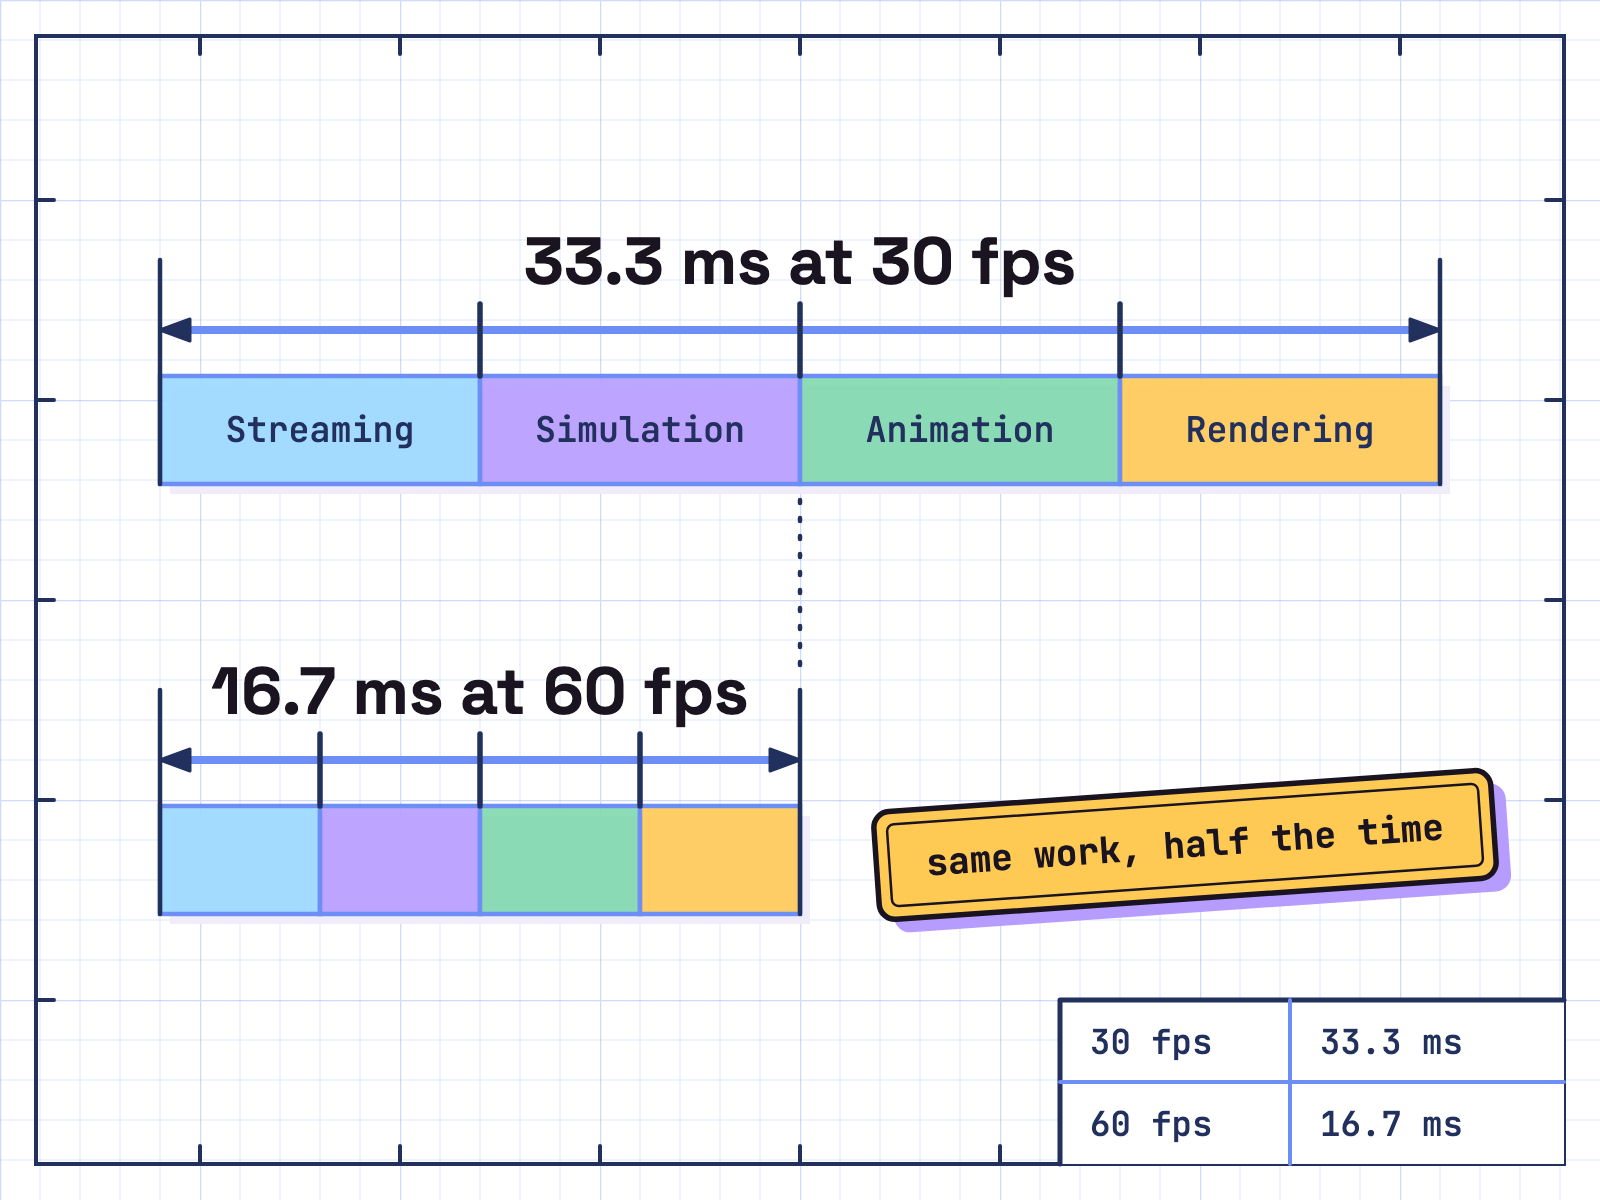 33.3 ms at 30 fps
Streaming Simulation Animation Rendering
16.7 ms at 60 fps
same work, half the time
30 fps 33.3 ms
60 fps 16.7 ms